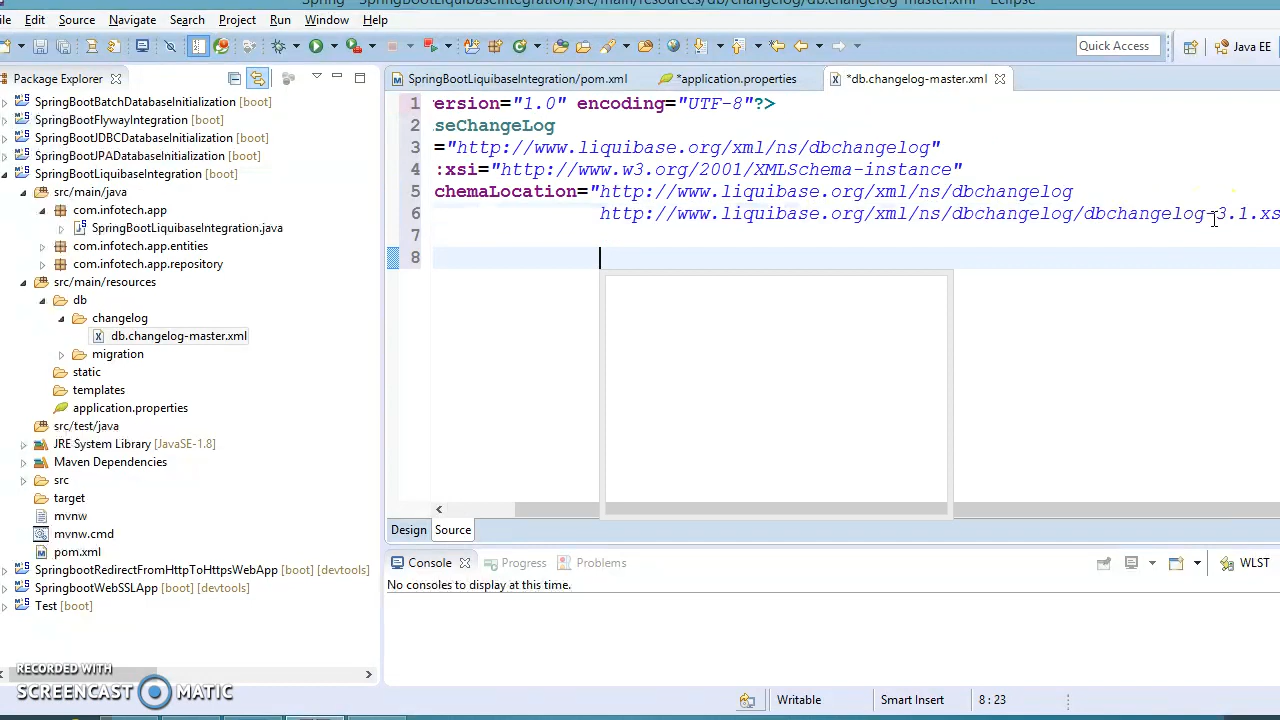 Spring - SpringBootLiquibaseIntegration/src/main/resources/db/changelog/db.changelog-master.xml - Eclipse
Edit Source Navigate Search Project Run Window Help
Quick Access
Java EE
Package Explorer
SpringBootLiquibaseIntegration/pom.xml
*application.properties
*db.changelog-master.xml
SpringBootBatchDatabaseInitialization [boot]
SpringBootFlywayIntegration [boot]
SpringBootJDBCDatabaseInitialization [boot]
SpringBootJPADatabaseInitialization [boot]
SpringBootLiquibaseIntegration [boot]
src/main/java
com.infotech.app
SpringBootLiquibaseIntegration.java
com.infotech.app.entities
com.infotech.app.repository
src/main/resources
db
changelog
db.changelog-master.xml
migration
static
templates
application.properties
src/test/java
JRE System Library [JavaSE-1.8]
Maven Dependencies
src
target
mvnw
mvnw.cmd
pom.xml
SpringbootRedirectFromHttpToHttpsWebApp [boot] [devtools]
SpringbootWebSSLApp [boot] [devtools]
Test [boot]
1 ersion="1.0" encoding="UTF-8"?>
2 seChangeLog
3 ="http://www.liquibase.org/xml/ns/dbchangelog"
4 :xsi="http://www.w3.org/2001/XMLSchema-instance"
5 chemaLocation="http://www.liquibase.org/xml/ns/dbchangelog
6 http://www.liquibase.org/xml/ns/dbchangelog/dbchangelog-3.1.xs
7
8
Design Source
Console Progress Problems
WLST
No consoles to display at this time.
RECORDED WITH
SCREENCAST MATIC
Writable Smart Insert 8 : 23